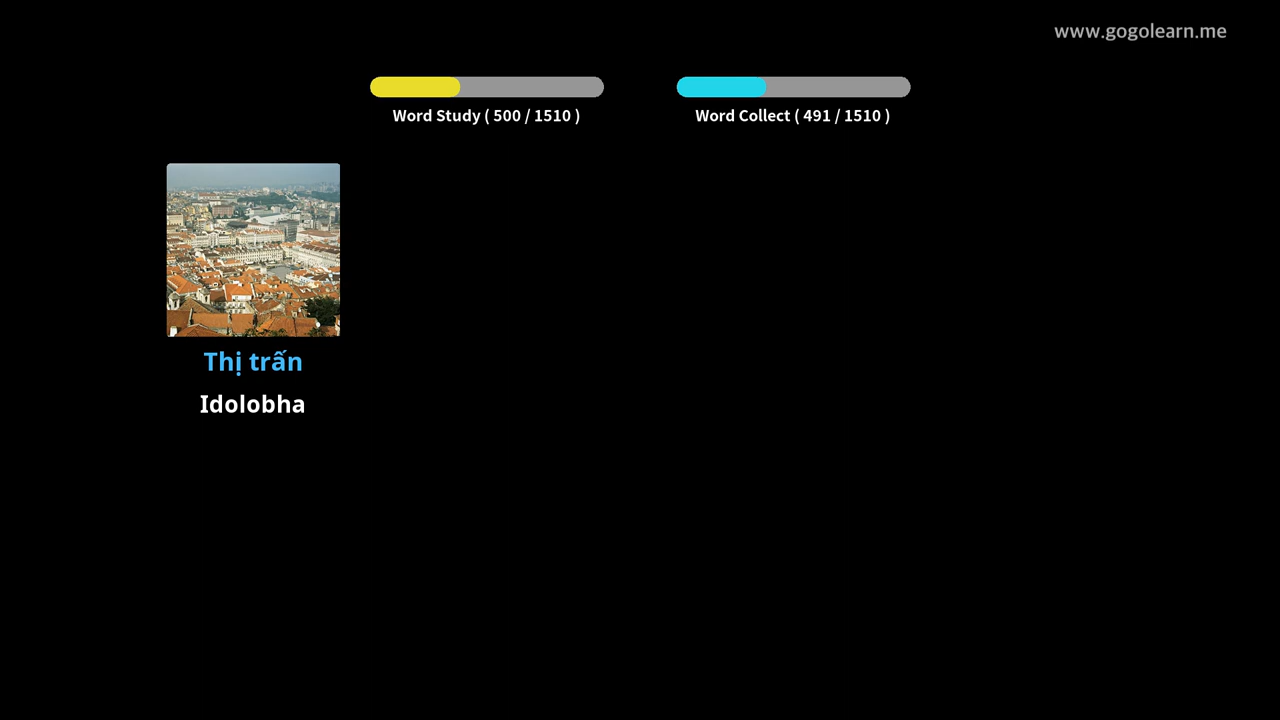 www.gogolearn.me
Word Study ( 500 / 1510 )
Word Collect ( 491 / 1510 )
Thị trấn
Idolobha